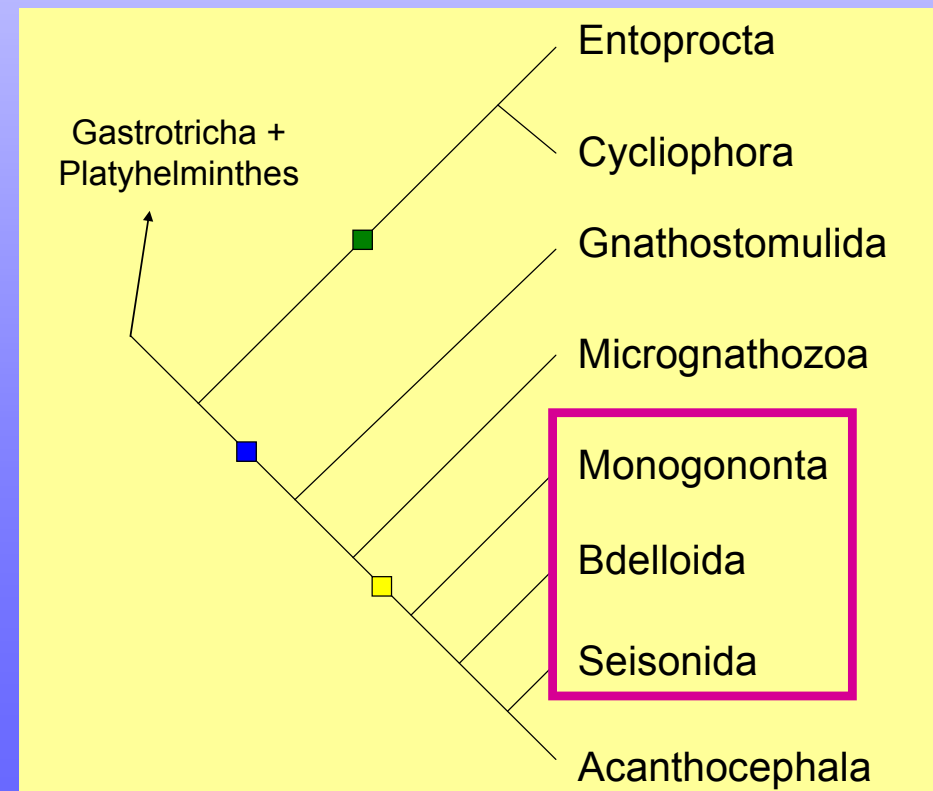 Entoprocta
Gastrotricha +
Platyhelminthes
Cycliophora
Gnathostomulida
Micrognathozoa
Monogononta
Bdelloida
Seisonida
Acanthocephala